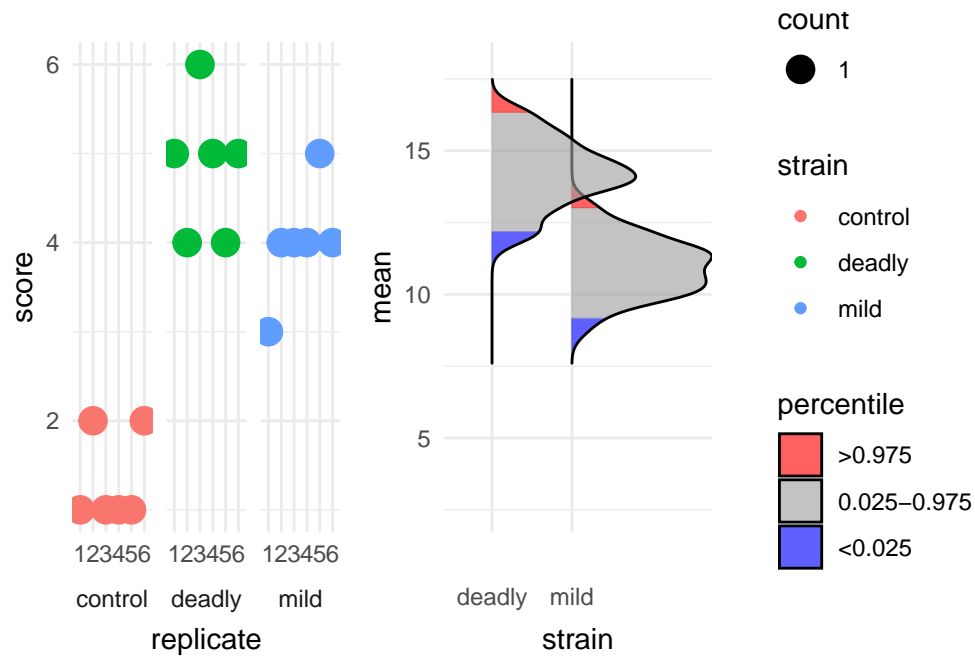 score
6
4
2
123456
123456
123456
control
deadly
mild
replicate
mean
15
10
5
deadly
mild
strain
count
1
strain
control
deadly
mild
percentile
>0.975
0.025−0.975
<0.025